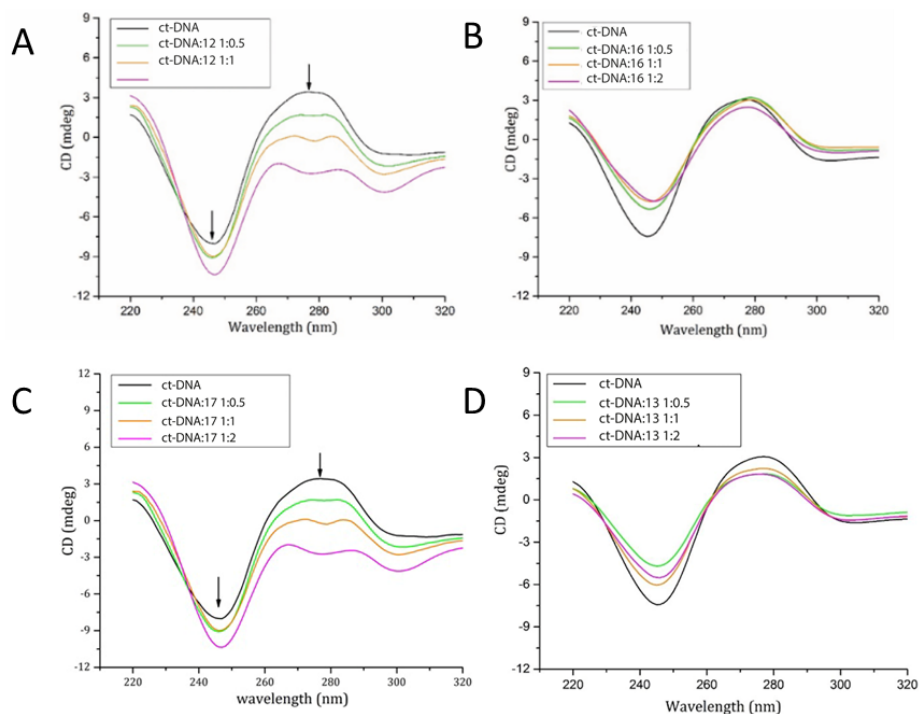 A
ct-DNA
ct-DNA:12 1:0.5
ct-DNA:12 1:1
CD (mdeg)
9
6
3
0
-3
-6
-9
-12
220
240
260
280
300
320
Wavelength (nm)
B
ct-DNA
ct-DNA:16 1:0.5
ct-DNA:16 1:1
ct-DNA:16 1:2
CD (mdeg)
9
6
3
0
-3
-6
-9
-12
220
240
260
280
300
320
Wavelength (nm)
C
ct-DNA
ct-DNA:17 1:0.5
ct-DNA:17 1:1
ct-DNA:17 1:2
CD (mdeg)
12
9
6
3
0
-3
-6
-9
-12
220
240
260
280
300
320
wavelength (nm)
D
ct-DNA
ct-DNA:13 1:0.5
ct-DNA:13 1:1
ct-DNA:13 1:2
CD (mdeg)
9
6
3
0
-3
-6
-9
-12
220
240
260
280
300
320
Wavelength (nm)